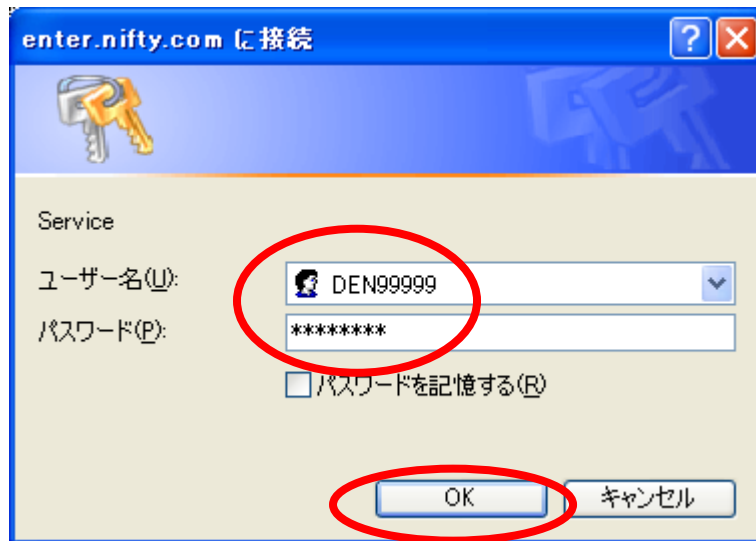 enter.nifty.com に接続
Service
ユーザー名(U):
DEN99999
パスワード(P):
********
パスワードを記憶する(R)
OK
キャンセル